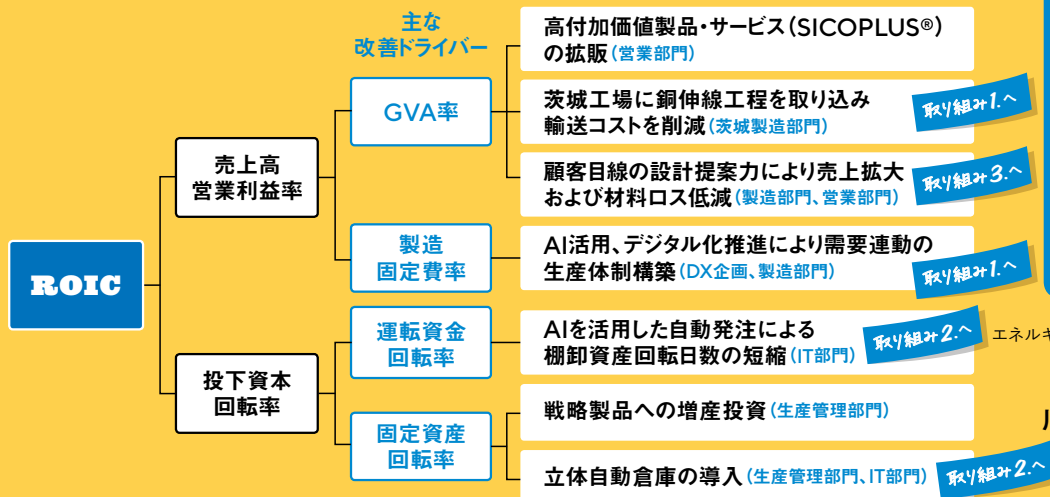 主な
改善ドライバー
ROIC
売上高
営業利益率
投下資本
回転率
GVA率
製造
固定費率
運転資金
回転率
固定資産
回転率
高付加価値製品・サービス（SICOPLUS®）
の拡販（営業部門）
茨城工場に銅伸線工程を取り込み
輸送コストを削減（茨城製造部門）
取り組み1.へ
顧客目線の設計提案力により売上拡大
および材料ロス低減（製造部門、営業部門）
取り組み3.へ
AI活用、デジタル化推進により需要連動の
生産体制構築（DX企画、製造部門）
取り組み1.へ
AIを活用した自動発注による
棚卸資産回転日数の短縮（IT部門）
取り組み2.へ
エネルギ
戦略製品への増産投資（生産管理部門）
立体自動倉庫の導入（生産管理部門、IT部門）
取り組み2.へ